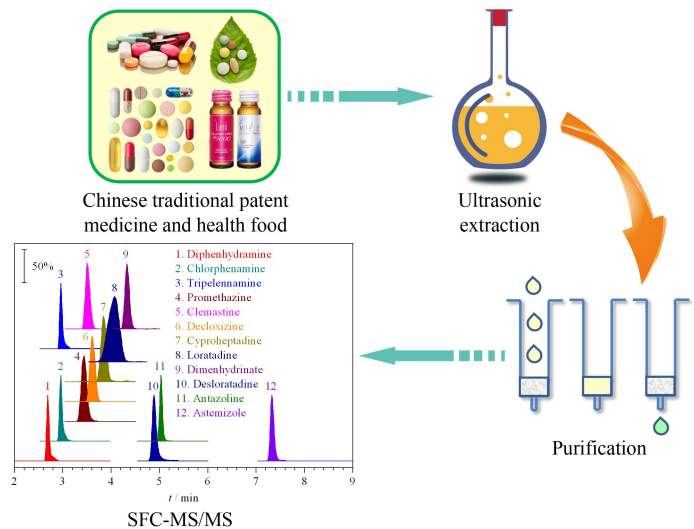 Chinese traditional patent
medicine and health food
Ultrasonic
extraction
Purification
50%
1. Diphenhydramine
2. Chlorphenamine
3. Tripelennamine
4. Promethazine
5. Clemastine
6. Decloxizine
7. Cyproheptadine
8. Loratadine
9. Dimenhydrinate
10. Desloratadine
11. Antazoline
12. Astemizole
1
2
3
4
5
6
7
8
9
10
11
12
2 3 4 5 6 7 8 9
t / min
SFC-MS/MS